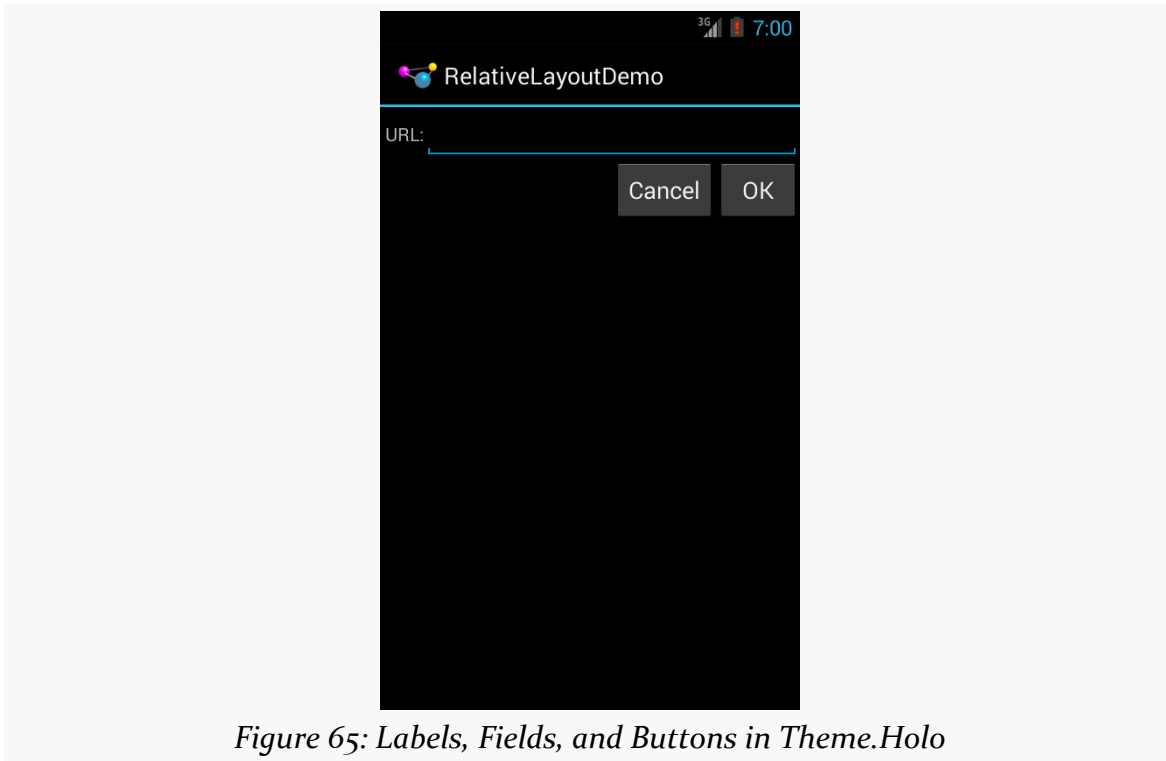 3G 7:00
RelativeLayoutDemo
URL:
Cancel OK
Figure 65: Labels, Fields, and Buttons in Theme.Holo